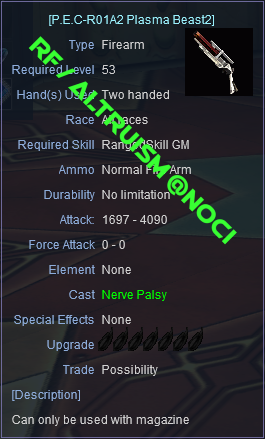 [P.E.C-R01A2 Plasma Beast2]
Type Firearm
Required Level 53
Hand(s) Used Two handed
Race All races
Required Skill Ranged Skill GM
Ammo Normal Fire Arm
Durability No limitation
Attack: 1697 - 4090
Force Attack 0 - 0
Element None
Cast Nerve Palsy
Special Effects None
Upgrade
Trade Possibility
[Description]
Can only be used with magazine
RF-ALTRUISM@NOCI